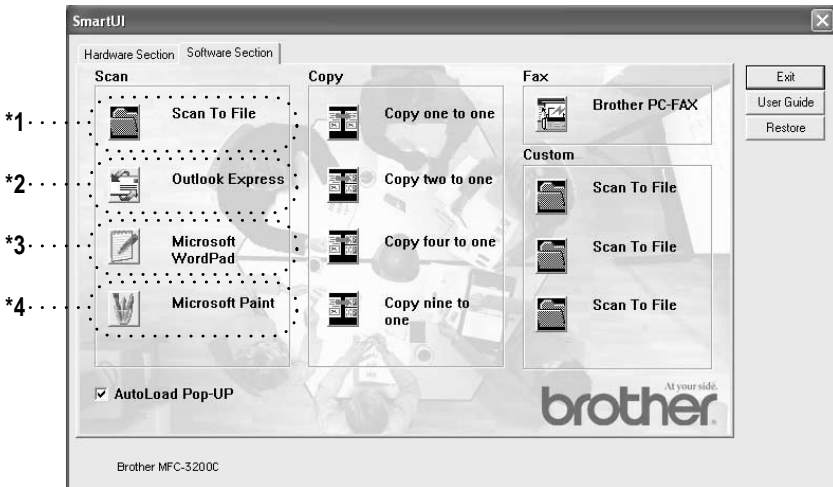 SmartUI
Hardware Section
Software Section
Scan
Copy
Fax
Exit
User Guide
Restore
*1
Scan To File
Copy one to one
Brother PC-FAX
*2
Outlook Express
Copy two to one
Custom
Scan To File
*3
Microsoft
WordPad
Copy four to one
Scan To File
*4
Microsoft Paint
Copy nine to
one
Scan To File
AutoLoad Pop-UP
At your side.
brother
Brother MFC-3200C